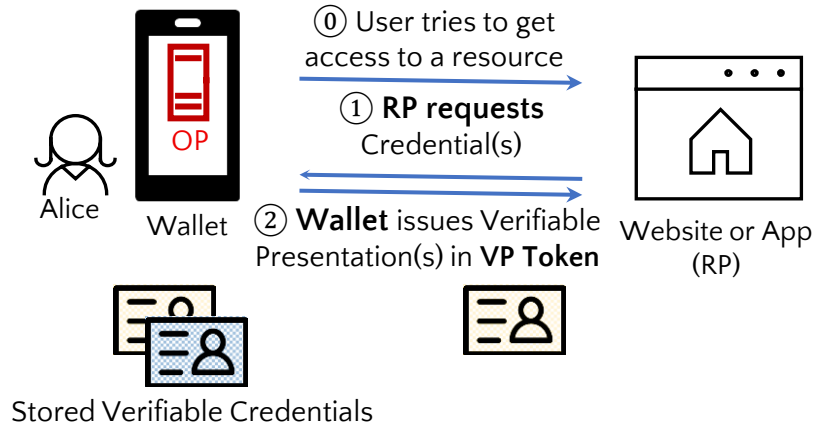 ⓪ User tries to get
access to a resource
① RP requests
Credential(s)
OP
Alice
Wallet
② Wallet issues Verifiable
Presentation(s) in VP Token
Website or App
(RP)
Stored Verifiable Credentials